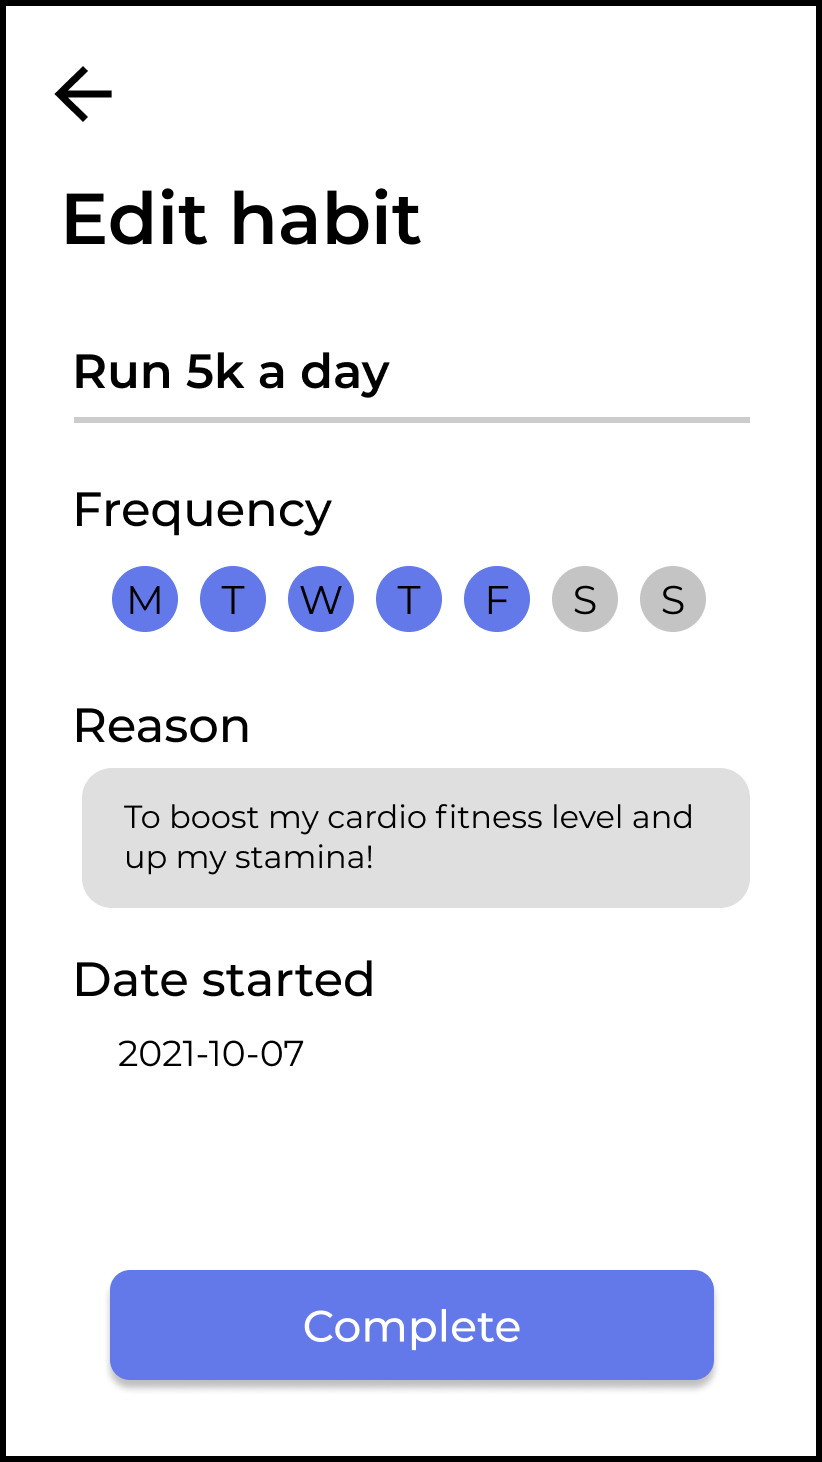 Edit habit
Run 5k a day
Frequency
M T W T F S S
Reason
To boost my cardio fitness level and
up my stamina!
Date started
2021-10-07
Complete